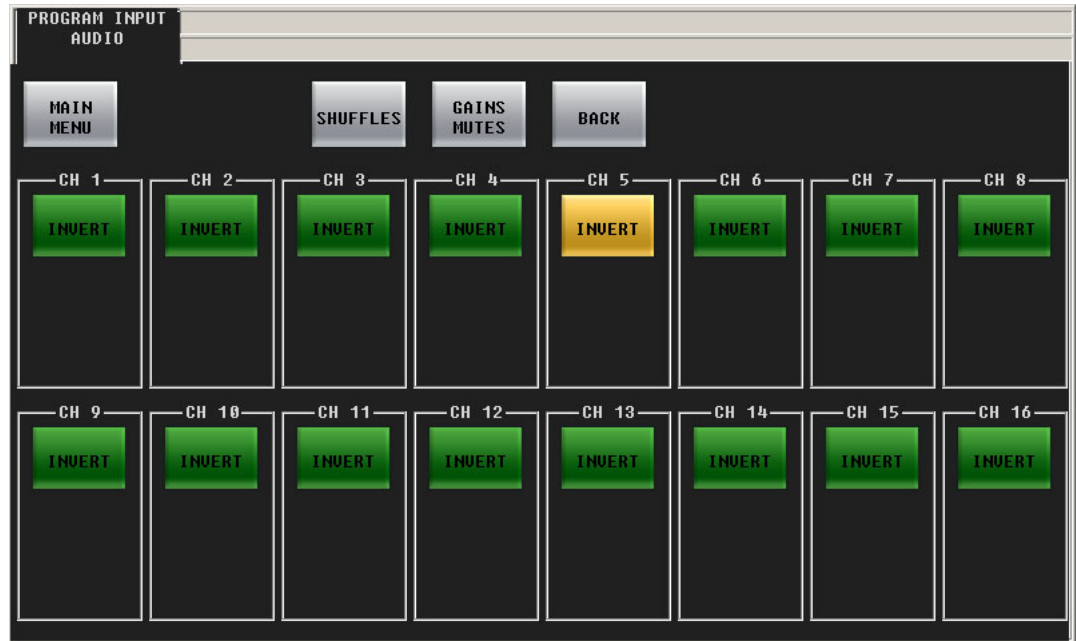 PROGRAM INPUT
AUDIO
MAIN
MENU
SHUFFLES
GAINS
MUTES
BACK
CH 1
CH 2
CH 3
CH 4
CH 5
CH 6
CH 7
CH 8
INVERT
INVERT
INVERT
INVERT
INVERT
INVERT
INVERT
INVERT
CH 9
CH 10
CH 11
CH 12
CH 13
CH 14
CH 15
CH 16
INVERT
INVERT
INVERT
INVERT
INVERT
INVERT
INVERT
INVERT